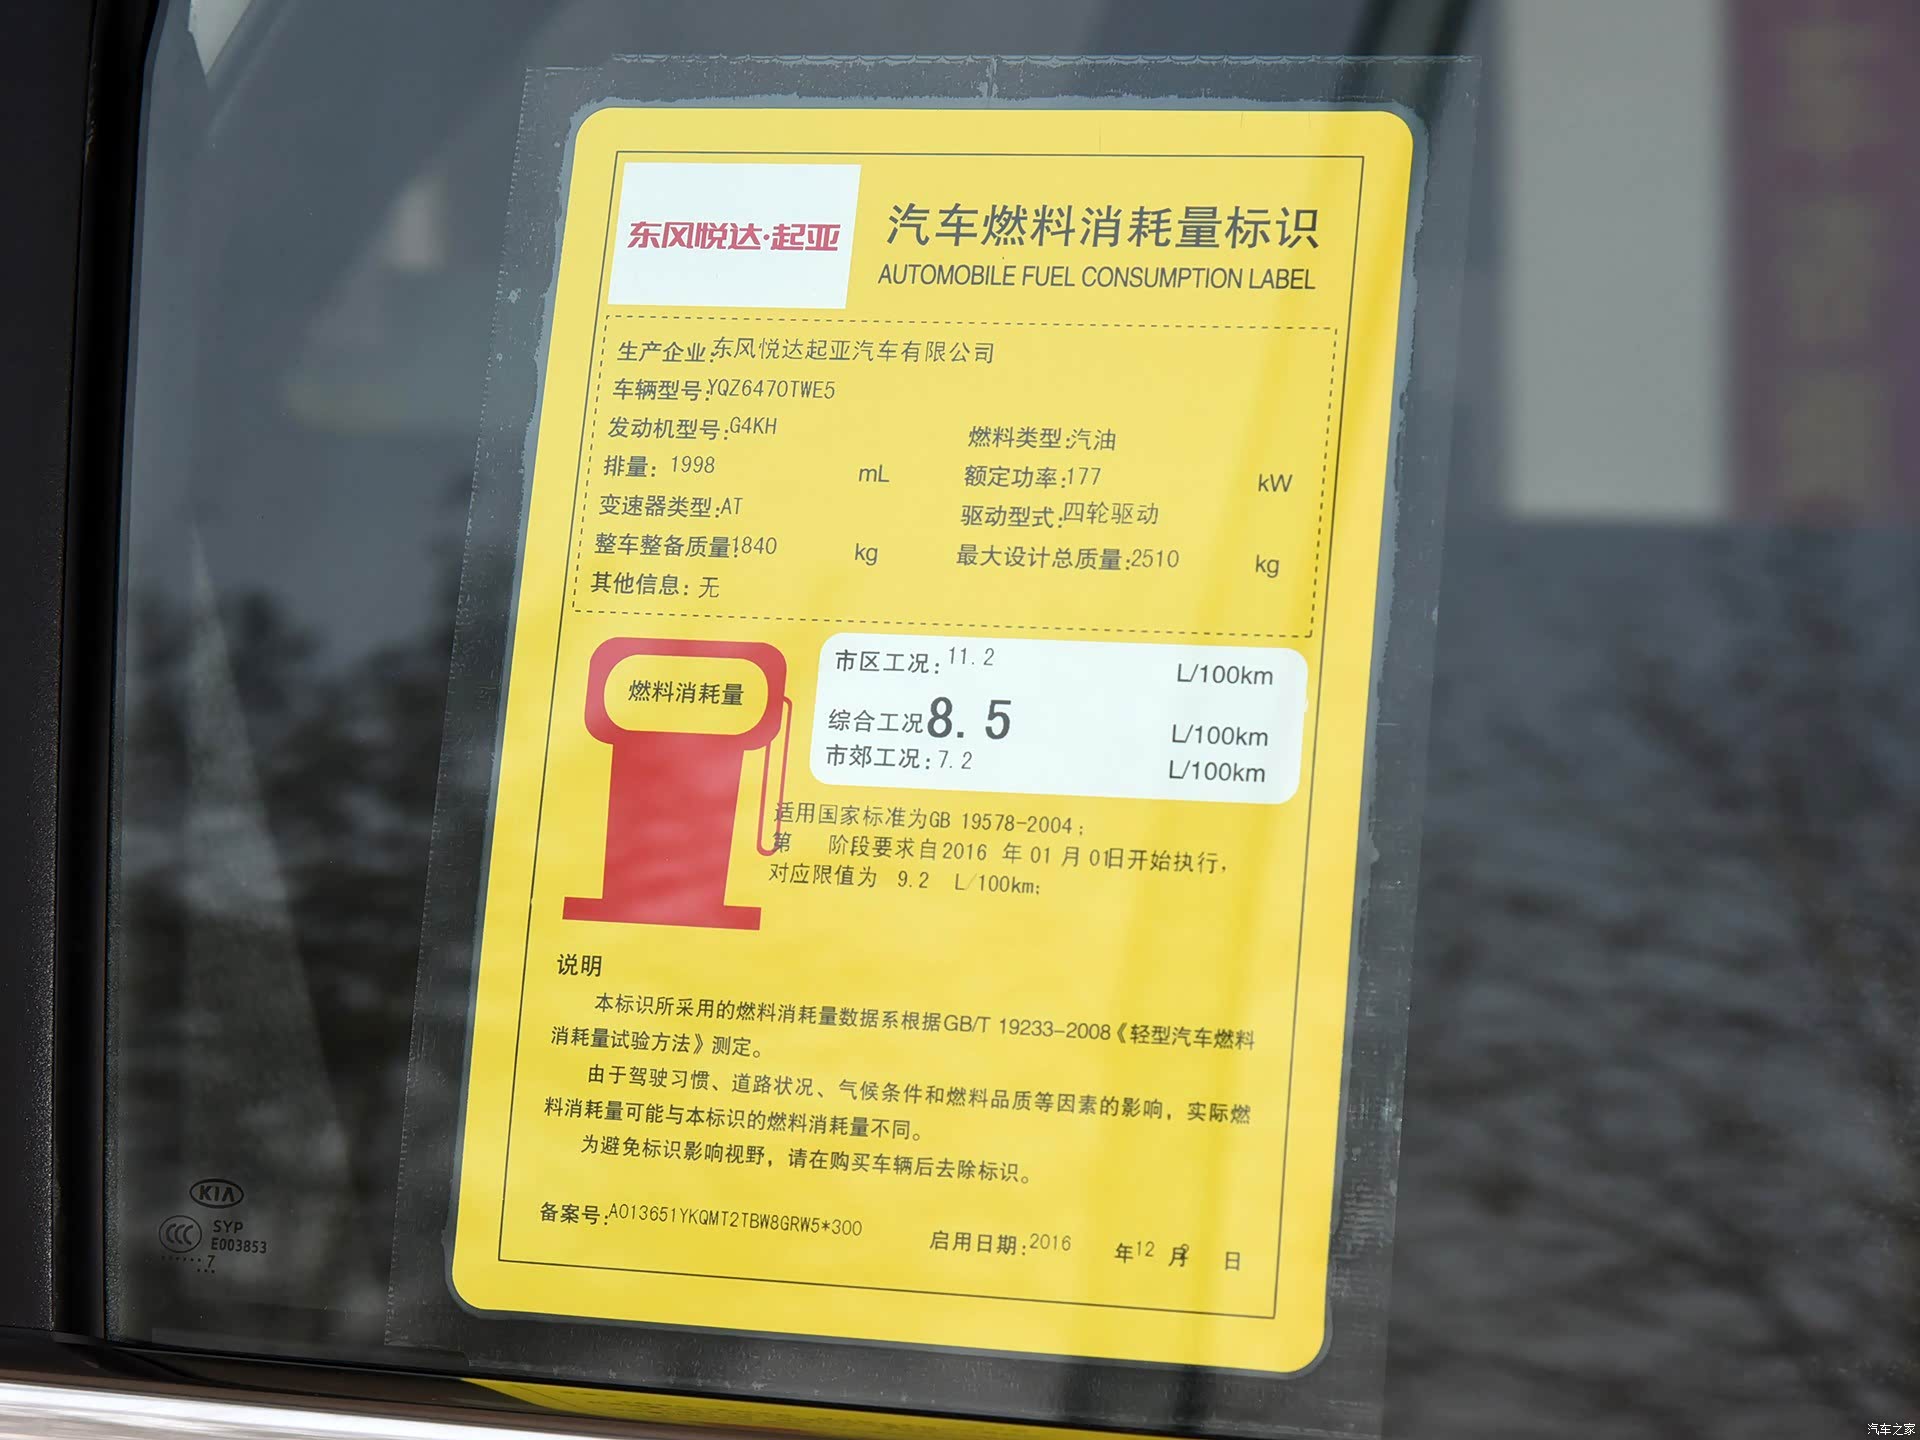 东风悦达·起亚
汽车燃料消耗量标识
AUTOMOBILE FUEL CONSUMPTION LABEL
生产企业:东风悦达起亚汽车有限公司
车辆型号:YQZ6470TWE5
发动机型号:G4KH 燃料类型:汽油
排量: 1998 mL 额定功率:177 kW
变速器类型:AT 驱动型式:四轮驱动
整车整备质量:1840 kg 最大设计总质量:2510 kg
其他信息: 无
燃料消耗量
市区工况: 11.2 L/100km
综合工况8.5 L/100km
市郊工况: 7.2 L/100km
适用国家标准为GB 19578-2004;
第 阶段要求自2016 年 01 月 01日开始执行,
对应限值为 9.2 L/100km;
说明
本标识所采用的燃料消耗量数据系根据GB/T 19233-2008《轻型汽车燃料
消耗量试验方法》测定。
由于驾驶习惯、道路状况、气候条件和燃料品质等因素的影响,实际燃
料消耗量可能与本标识的燃料消耗量不同。
为避免标识影响视野,请在购买车辆后去除标识。
备案号:A013651YKQMT2TBW8GRW5*300
启用日期:2016 年12 月2 日
KIA
CCC SYP
E003853
......7
...
汽车之家